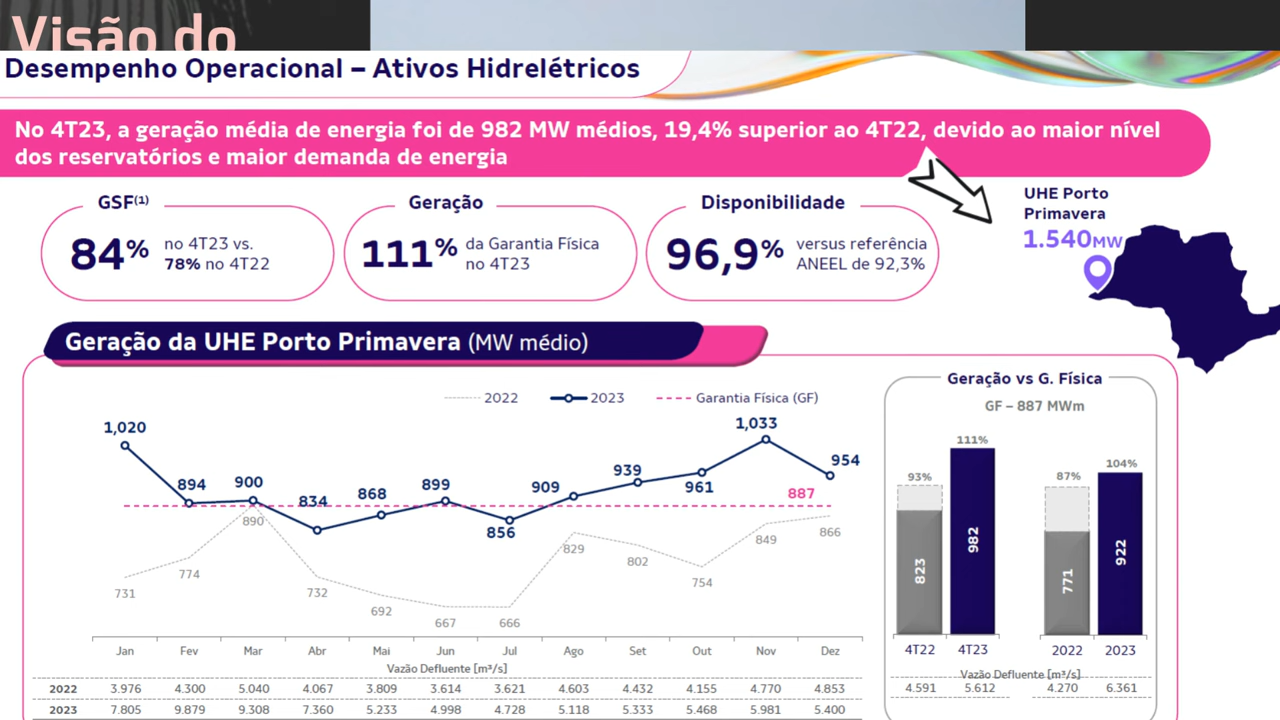 Visão do
Desempenho Operacional – Ativos Hidrelétricos
No 4T23, a geração média de energia foi de 982 MW médios, 19,4% superior ao 4T22, devido ao maior nível
dos reservatórios e maior demanda de energia
GSF(1)
84%
no 4T23 vs.
78% no 4T22
Geração
111%
da Garantia Física
no 4T23
Disponibilidade
96,9%
versus referência
ANEEL de 92,3%
UHE Porto
Primavera
1.540MW
Geração da UHE Porto Primavera (MW médio)
2022 2023 Garantia Física (GF)
1,020 894 900 834 868 899 856 909 939 961 1,033 954
887
731 774 890 732 692 667 666 829 802 754 849 866
Jan Fev Mar Abr Mai Jun Jul Ago Set Out Nov Dez
Vazão Defluente [m³/s]
2022 3.976 4.300 5.040 4.067 3.809 3.614 3.621 4.603 4.432 4.155 4.770 4.853
2023 7.805 9.879 9.308 7.360 5.233 4.998 4.728 5.118 5.333 5.468 5.981 5.400
Geração vs G. Física
GF – 887 MWm
93% 111% 87% 104%
823 982 771 922
4T22 4T23 2022 2023
Vazão Defluente [m³/s]
4.591 5.612 4.270 6.361